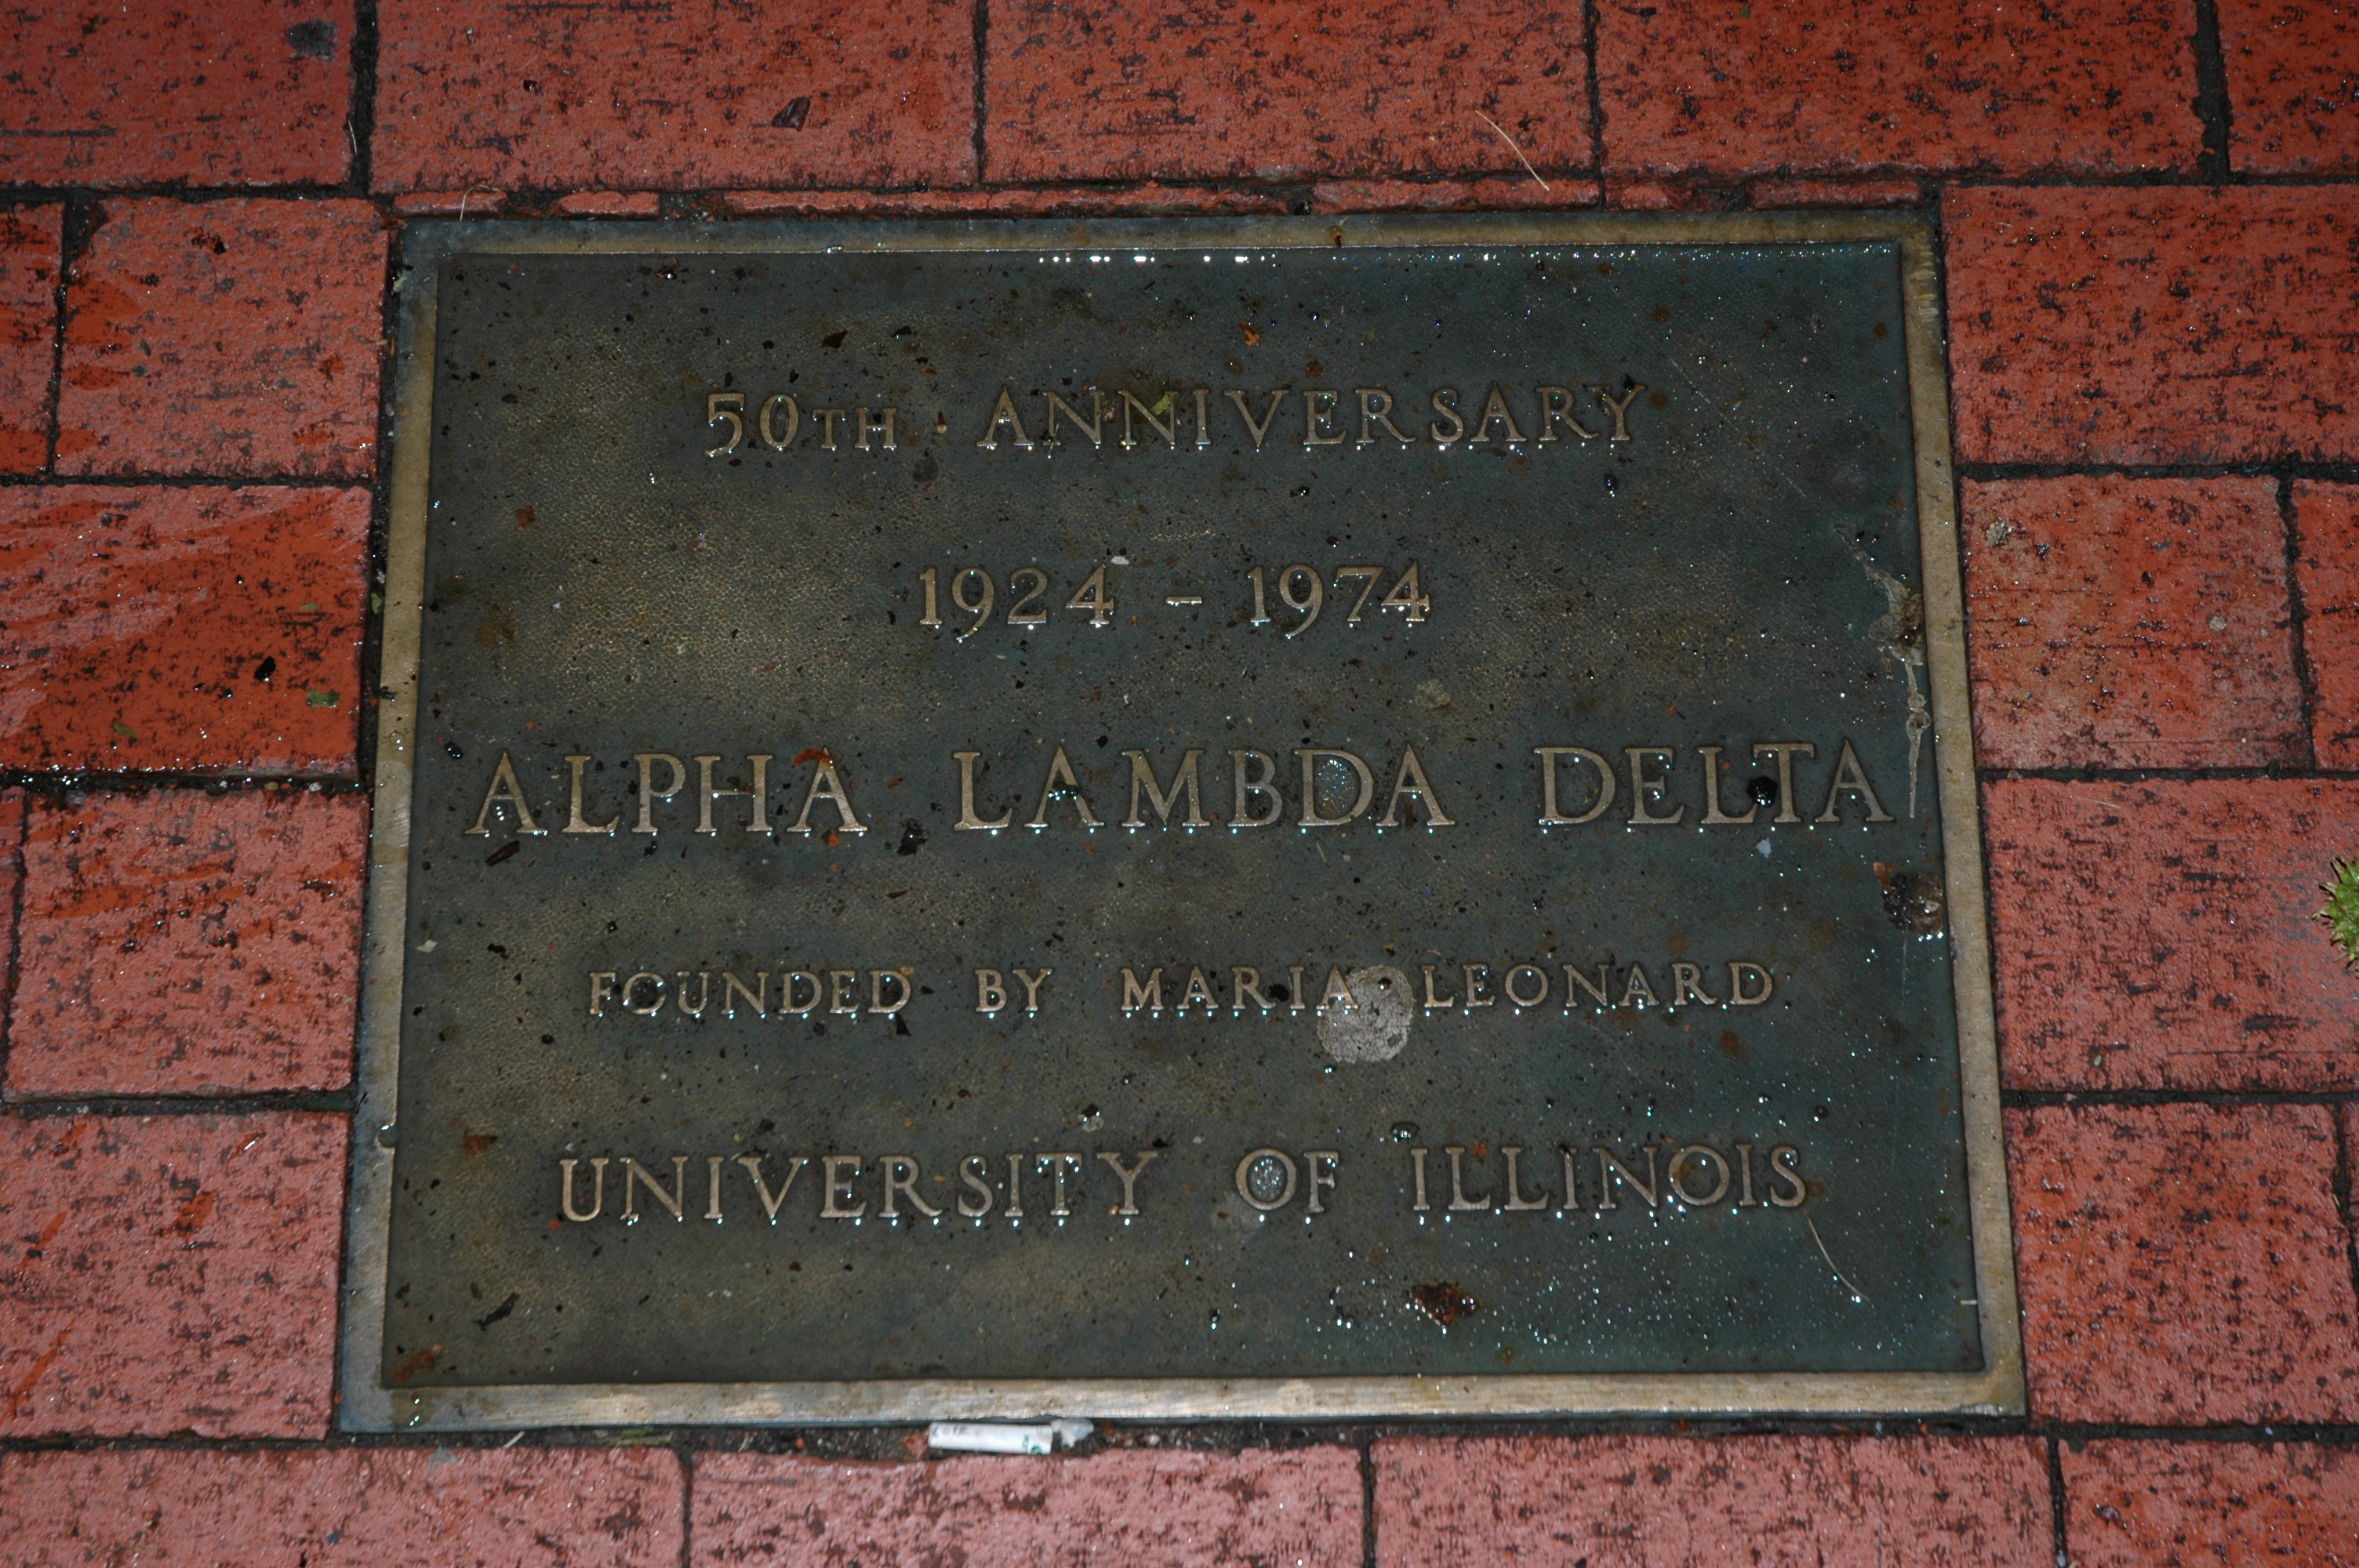 50TH ANNIVERSARY
1924 - 1974
ALPHA LAMBDA DELTA
FOUNDED BY MARIA LEONARD
UNIVERSITY OF ILLINOIS